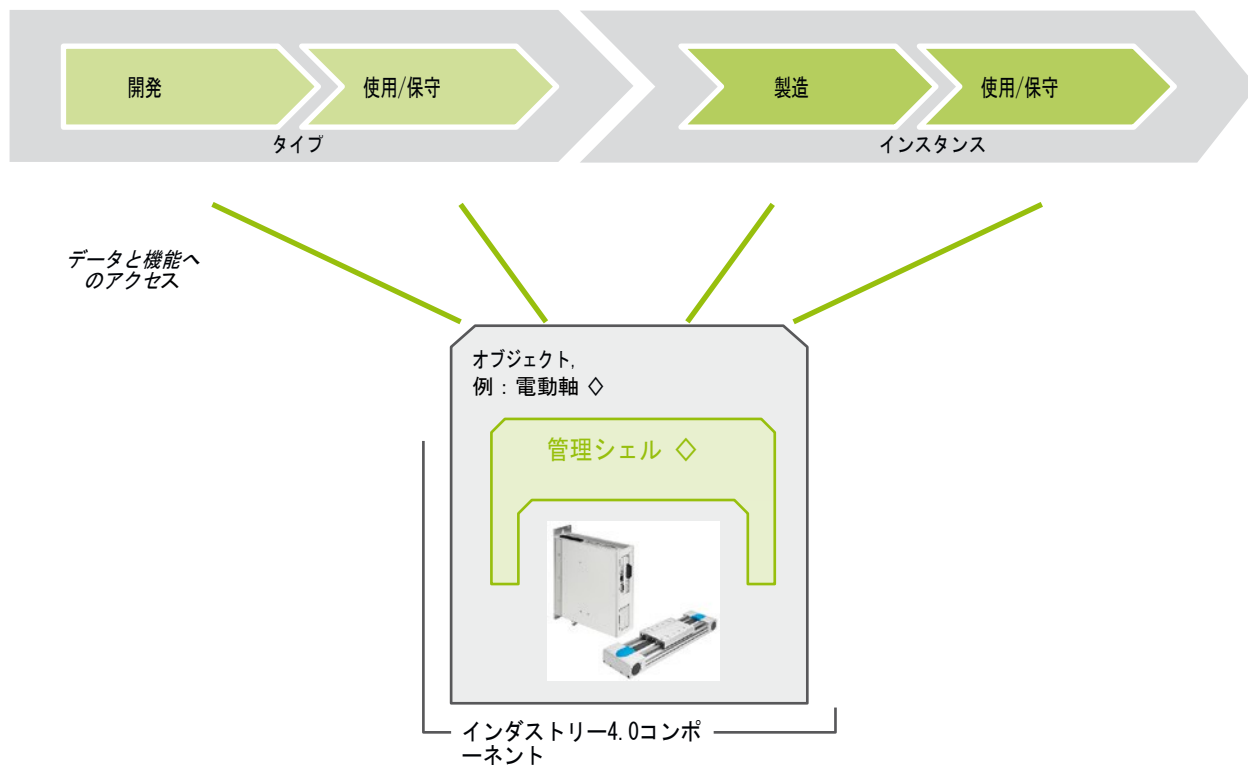 開発
使用/保守
製造
使用/保守
タイプ
インスタンス
データと機能へ
のアクセス
オブジェクト,
例：電動軸 ◇
管理シェル ◇
インダストリー4.0コンポ
ーネント